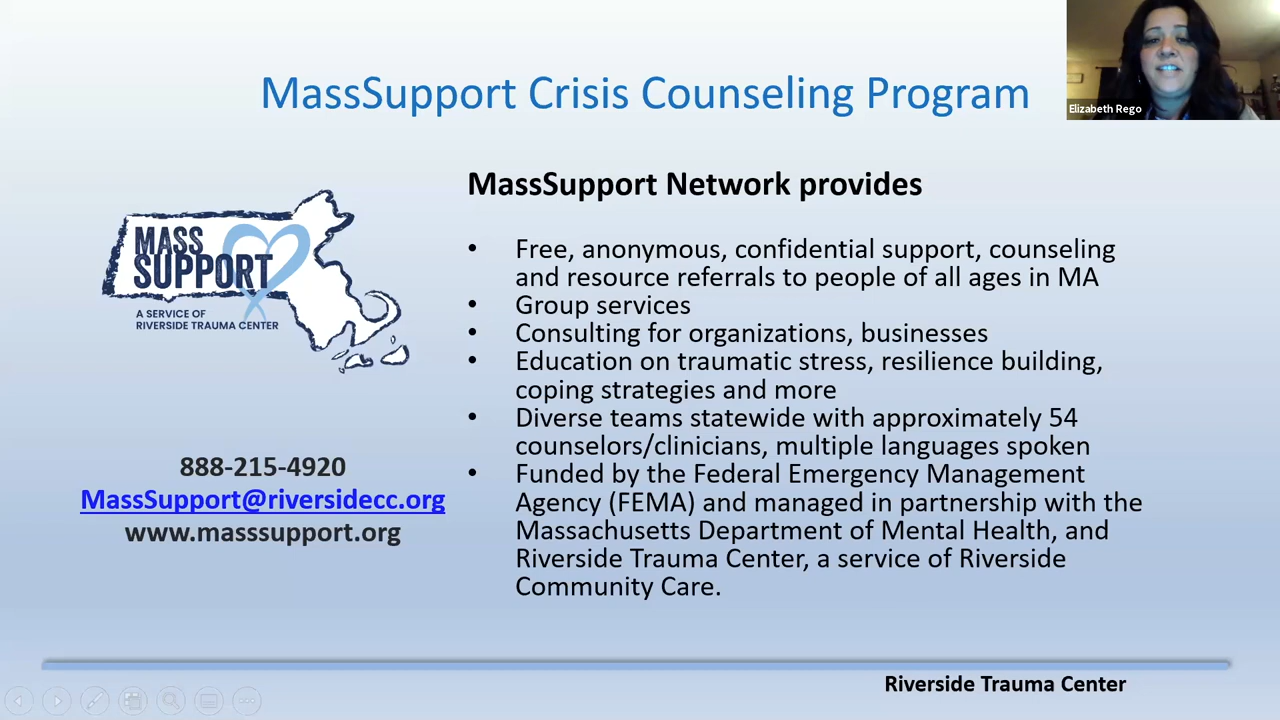 MassSupport Crisis Counseling Program
Elizabeth Rego
MASS
SUPPORT
A SERVICE OF
RIVERSIDE TRAUMA CENTER
888-215-4920
MassSupport@riversidecc.org
www.masssupport.org
MassSupport Network provides
• Free, anonymous, confidential support, counseling
and resource referrals to people of all ages in MA
• Group services
• Consulting for organizations, businesses
• Education on traumatic stress, resilience building,
coping strategies and more
• Diverse teams statewide with approximately 54
counselors/clinicians, multiple languages spoken
• Funded by the Federal Emergency Management
Agency (FEMA) and managed in partnership with the
Massachusetts Department of Mental Health, and
Riverside Trauma Center, a service of Riverside
Community Care.
Riverside Trauma Center